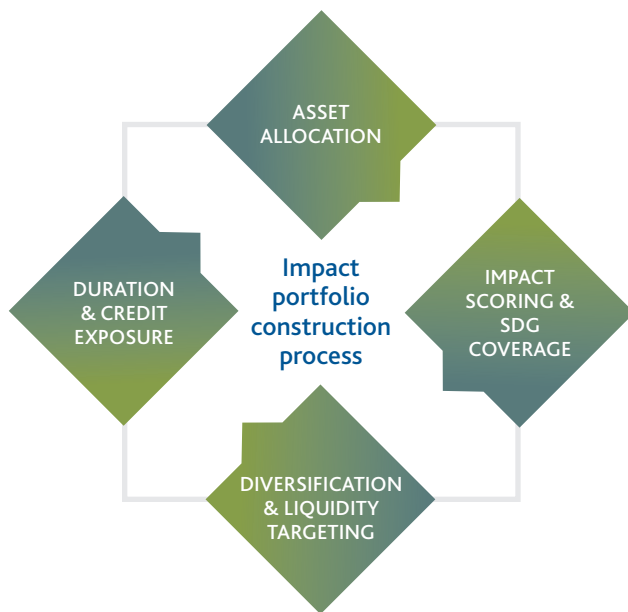 ASSET
ALLOCATION
Impact
portfolio
construction
process
IMPACT
SCORING &
SDG
COVERAGE
DIVERSIFICATION
& LIQUIDITY
TARGETING
DURATION
& CREDIT
EXPOSURE